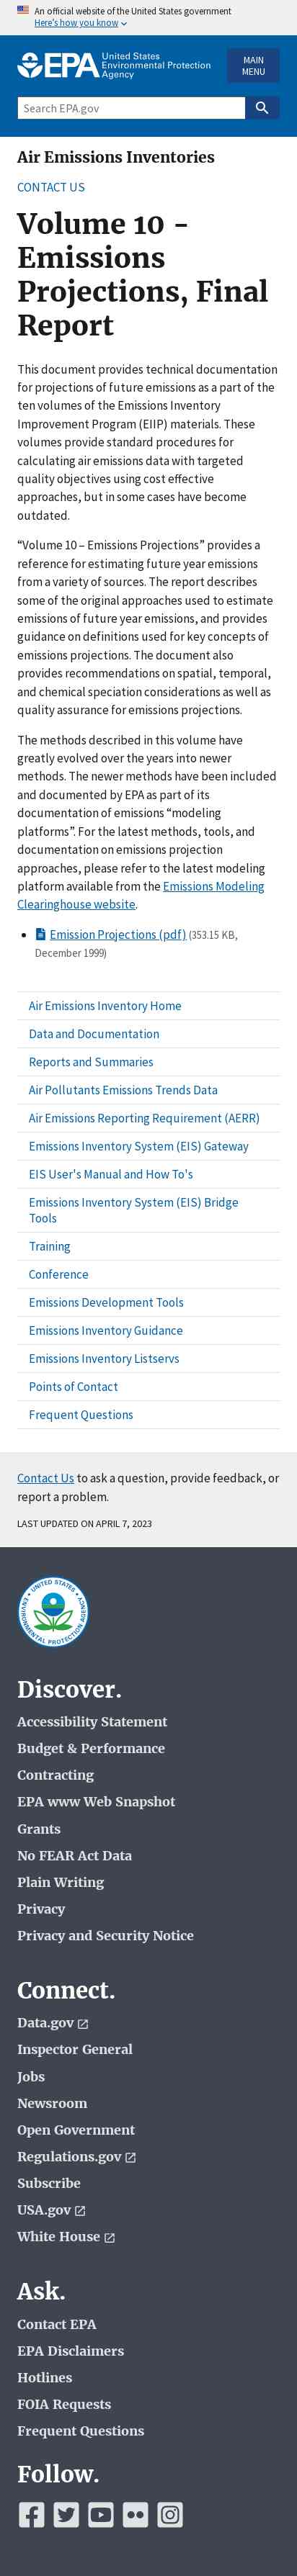 An official website of the United States government
Here's how you know
EPA United States
Environmental Protection
Agency
MAIN
MENU
Search EPA.gov
Air Emissions Inventories
CONTACT US
Volume 10 -
Emissions
Projections, Final
Report
This document provides technical documentation
for projections of future emissions as a part of the
ten volumes of the Emissions Inventory
Improvement Program (EIIP) materials. These
volumes provide standard procedures for
calculating air emissions data with targeted
quality objectives using cost effective
approaches, but in some cases have become
outdated.
“Volume 10 – Emissions Projections” provides a
reference for estimating future year emissions
from a variety of sources. The report describes
some of the original approaches used to estimate
emissions of future year emissions, and provides
guidance on definitions used for key concepts of
emissions projections. The document also
provides recommendations on spatial, temporal,
and chemical speciation considerations as well as
quality assurance for emissions projections.
The methods described in this volume have
greatly evolved over the years into newer
methods. The newer methods have been included
and documented by EPA as part of its
documentation of emissions “modeling
platforms”. For the latest methods, tools, and
documentation on emissions projection
approaches, please refer to the latest modeling
platform available from the Emissions Modeling
Clearinghouse website.
Emission Projections (pdf) (353.15 KB,
December 1999)
Air Emissions Inventory Home
Data and Documentation
Reports and Summaries
Air Pollutants Emissions Trends Data
Air Emissions Reporting Requirement (AERR)
Emissions Inventory System (EIS) Gateway
EIS User's Manual and How To's
Emissions Inventory System (EIS) Bridge
Tools
Training
Conference
Emissions Development Tools
Emissions Inventory Guidance
Emissions Inventory Listservs
Points of Contact
Frequent Questions
Contact Us to ask a question, provide feedback, or
report a problem.
LAST UPDATED ON APRIL 7, 2023
UNITED STATES
ENVIRONMENTAL PROTECTION AGENCY
Discover.
Accessibility Statement
Budget & Performance
Contracting
EPA www Web Snapshot
Grants
No FEAR Act Data
Plain Writing
Privacy
Privacy and Security Notice
Connect.
Data.gov
Inspector General
Jobs
Newsroom
Open Government
Regulations.gov
Subscribe
USA.gov
White House
Ask.
Contact EPA
EPA Disclaimers
Hotlines
FOIA Requests
Frequent Questions
Follow.